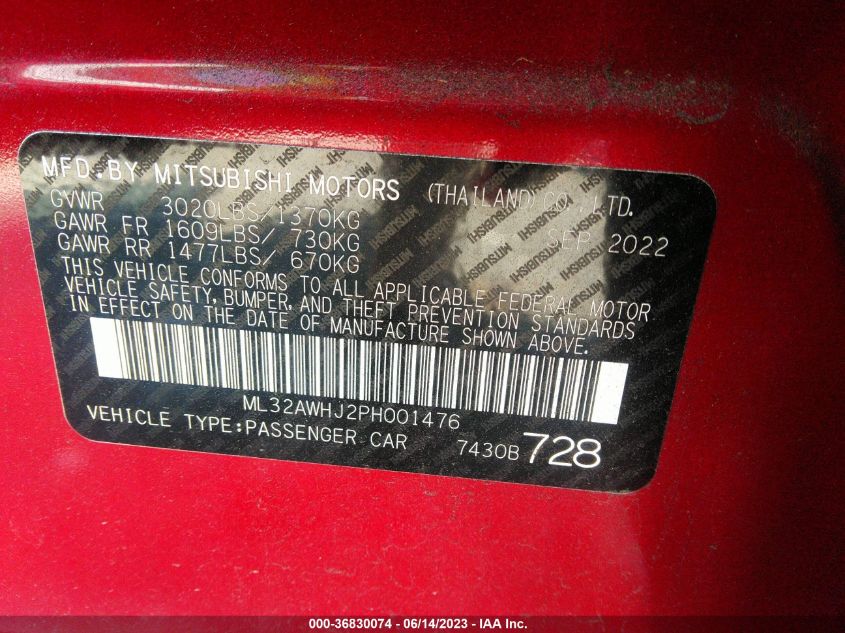 MFD.BY MITSUBISHI MOTORS (THAILAND) CO., LTD.
GVWR 3020LBS/ 1370KG SEP 2022
GAWR FR 1609LBS/ 730KG
GAWR RR 1477LBS/ 670KG
THIS VEHICLE CONFORMS TO ALL APPLICABLE FEDERAL MOTOR
VEHICLE SAFETY, BUMPER, AND THEFT PREVENTION STANDARDS
IN EFFECT ON THE DATE OF MANUFACTURE SHOWN ABOVE.
ML32AWHJ2PH001476
VEHICLE TYPE:PASSENGER CAR 7430B 728
000-36830074 - 06/14/2023 - IAA Inc.